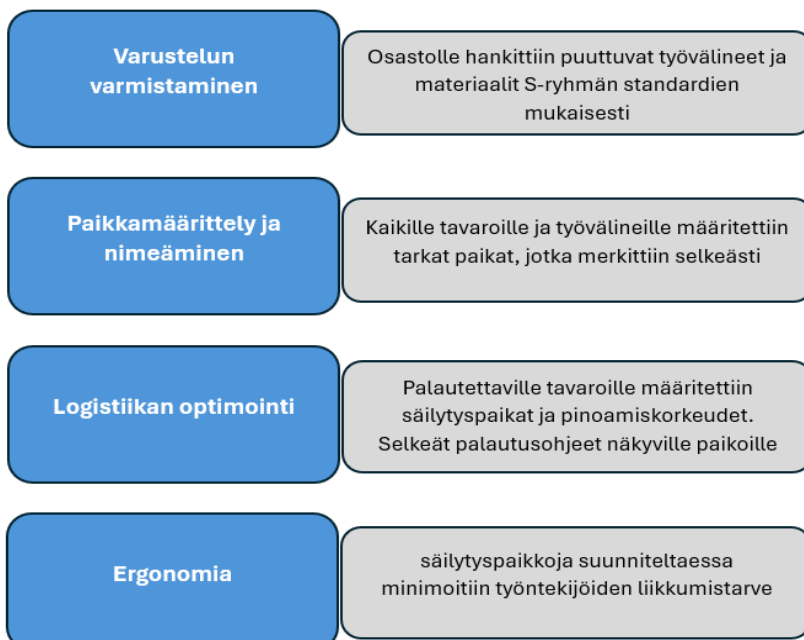 Varustelun
varmistaminen
Osastolle hankittiin puuttuvat työvälineet ja
materiaalit S-ryhmän standardien
mukaisesti
Paikkamäärittely ja
nimeäminen
Kaikille tavaroille ja työvälineille määritettiin
tarkat paikat, jotka merkittiin selkeästi
Logistiikan optimointi
Palautettaville tavaroille määritettiin
säilytyspaikat ja pinoamiskorkeudet.
Selkeät palautusohjeet näkyville paikoille
Ergonomia
säilytyspaikkoja suunniteltaessa
minimoitiin työntekijöiden liikkumistarve